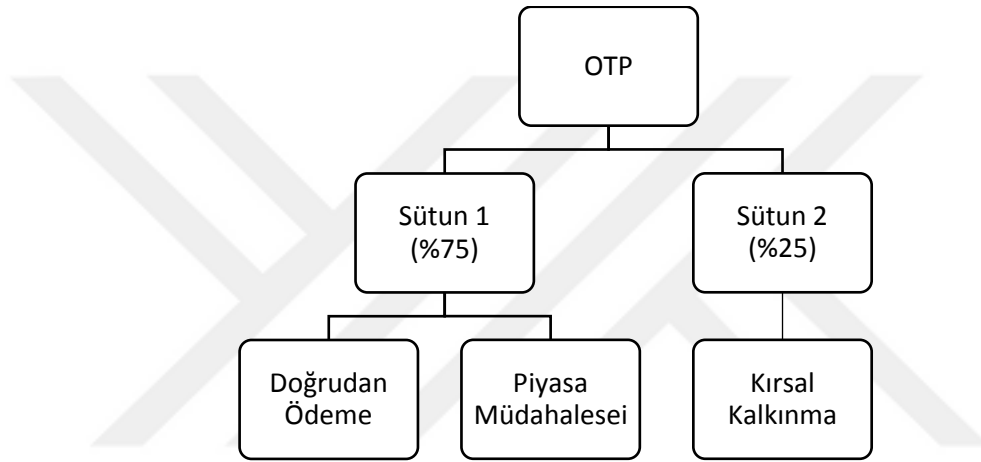 OTP
Sütun 1
(%75)
Sütun 2
(%25)
Doğrudan
Ödeme
Piyasa
Müdahalesei
Kırsal
Kalkınma